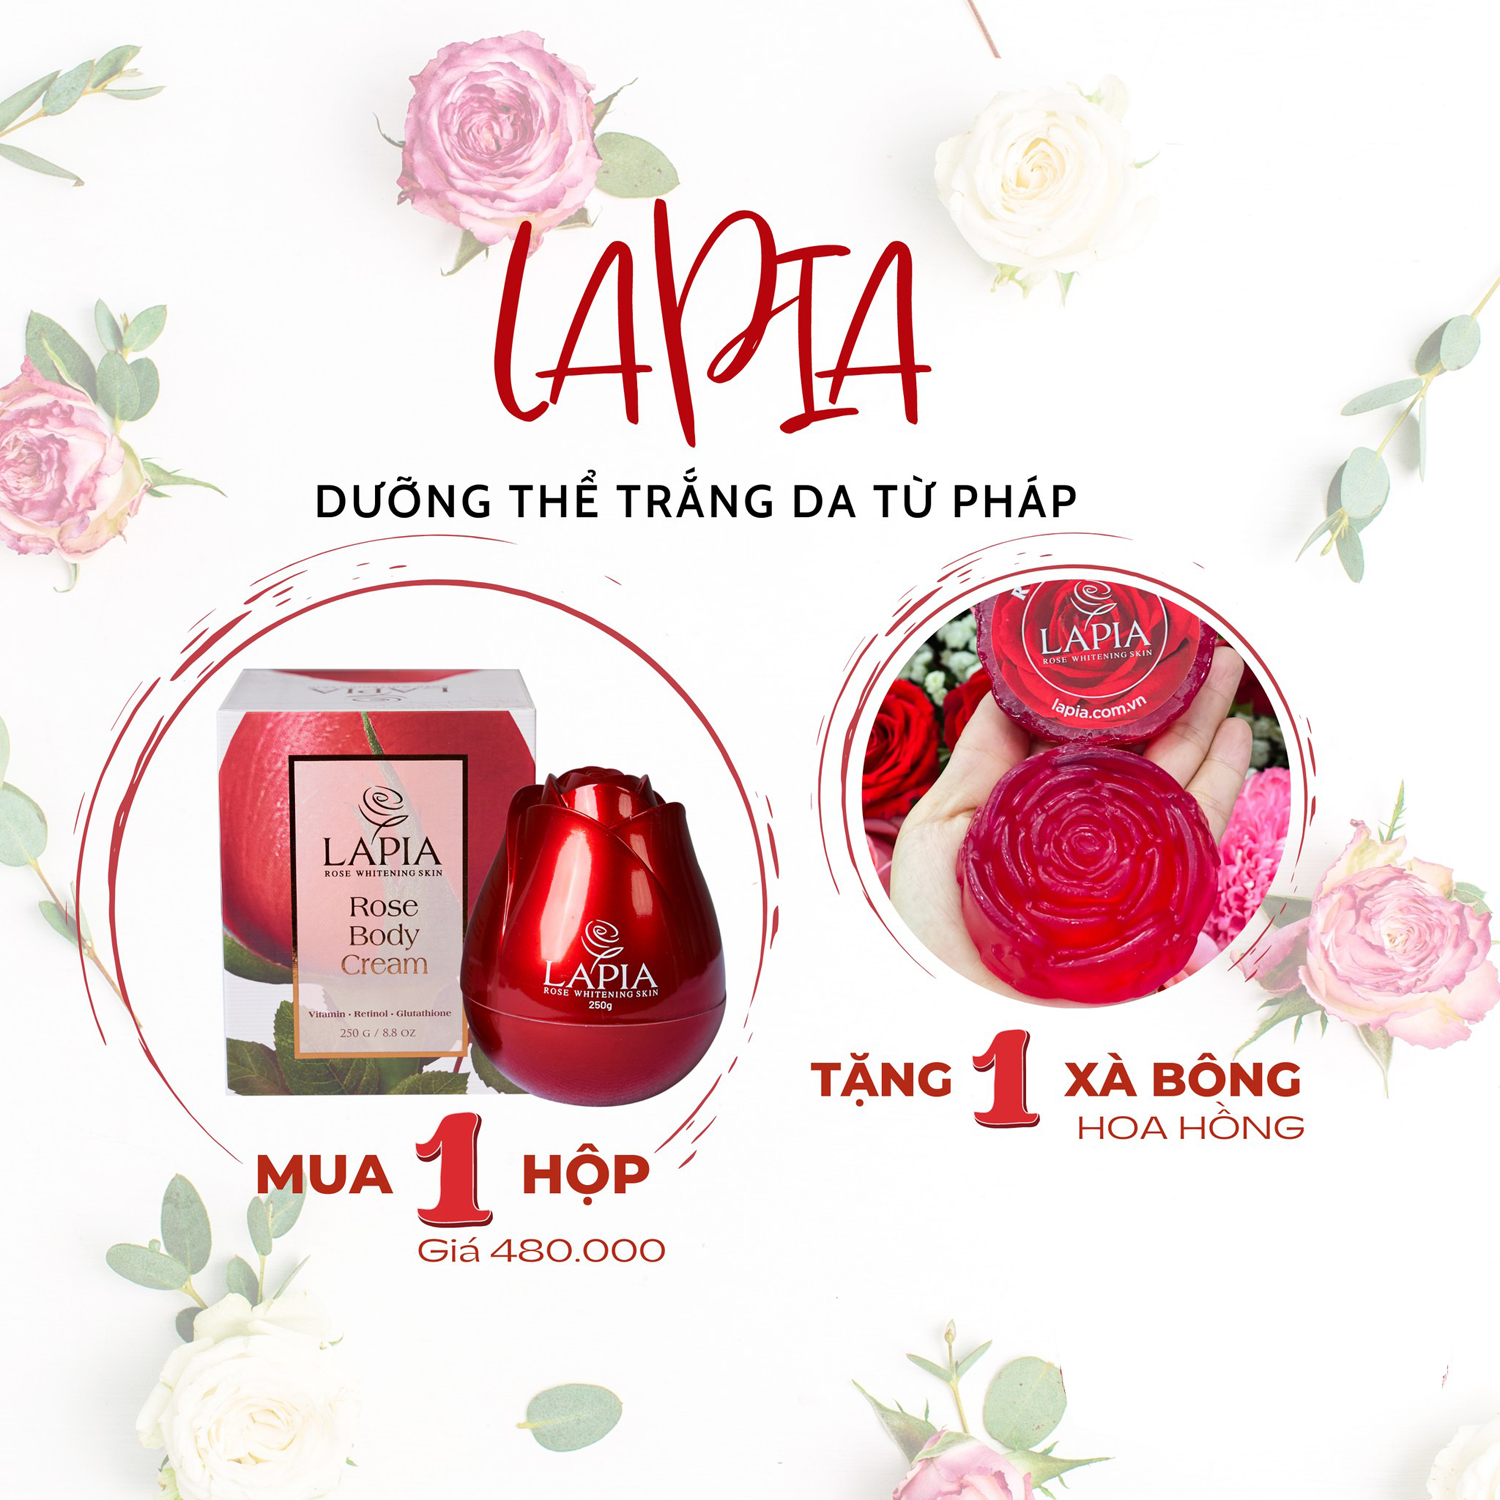 LAPIA
DƯỠNG THỂ TRẮNG DA TỪ PHÁP
LAPIA
LAPIA
ROSE WHITENING SKIN
Rose
Body
Cream
Vitamin • Retinol • Glutathione
250 G / 8.8 OZ
LAPIA
ROSE WHITENING SKIN
250g
LAPIA
ROSE WHITENING SKIN
lapia.com.vn
TẶNG 1 XÀ BÔNG
HOA HỒNG
MUA 1 HỘP
Giá 480.000